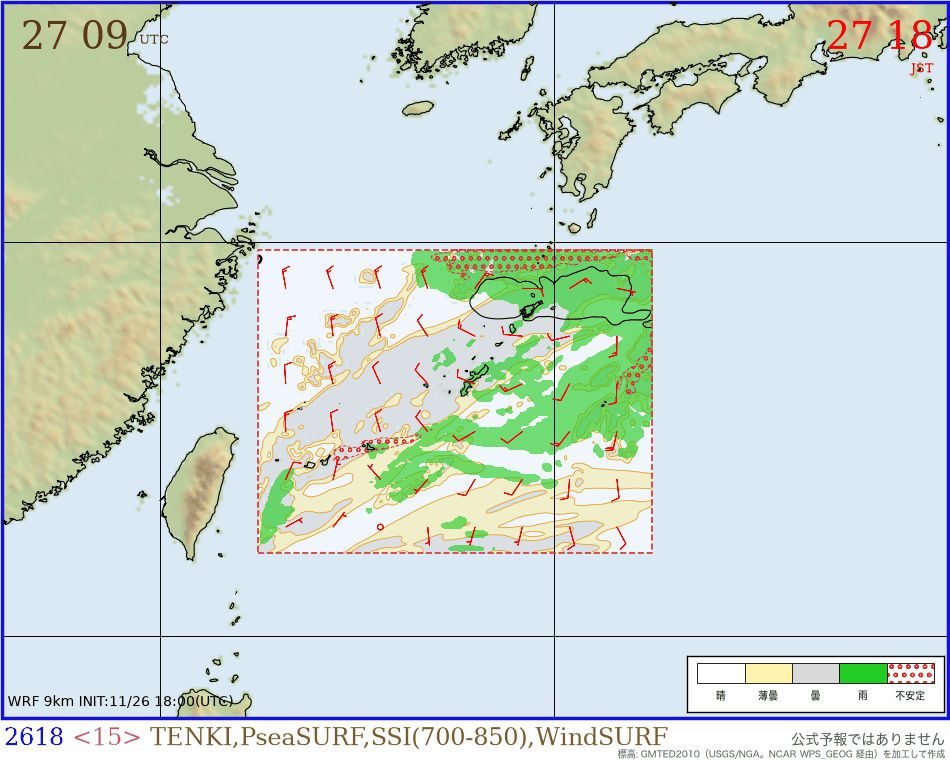 27 09 UTC
27 18
JST
晴 薄曇 曇 雨 不安定
WRF 9km INIT:11/26 18:00(UTC)
2618 <15> TENKI,PseaSURF,SSI(700-850),WindSURF
公式予報ではありません
標高: GMTED2010（USGS/NGA。NCAR WPS_GEOG 経由）を加工して作成